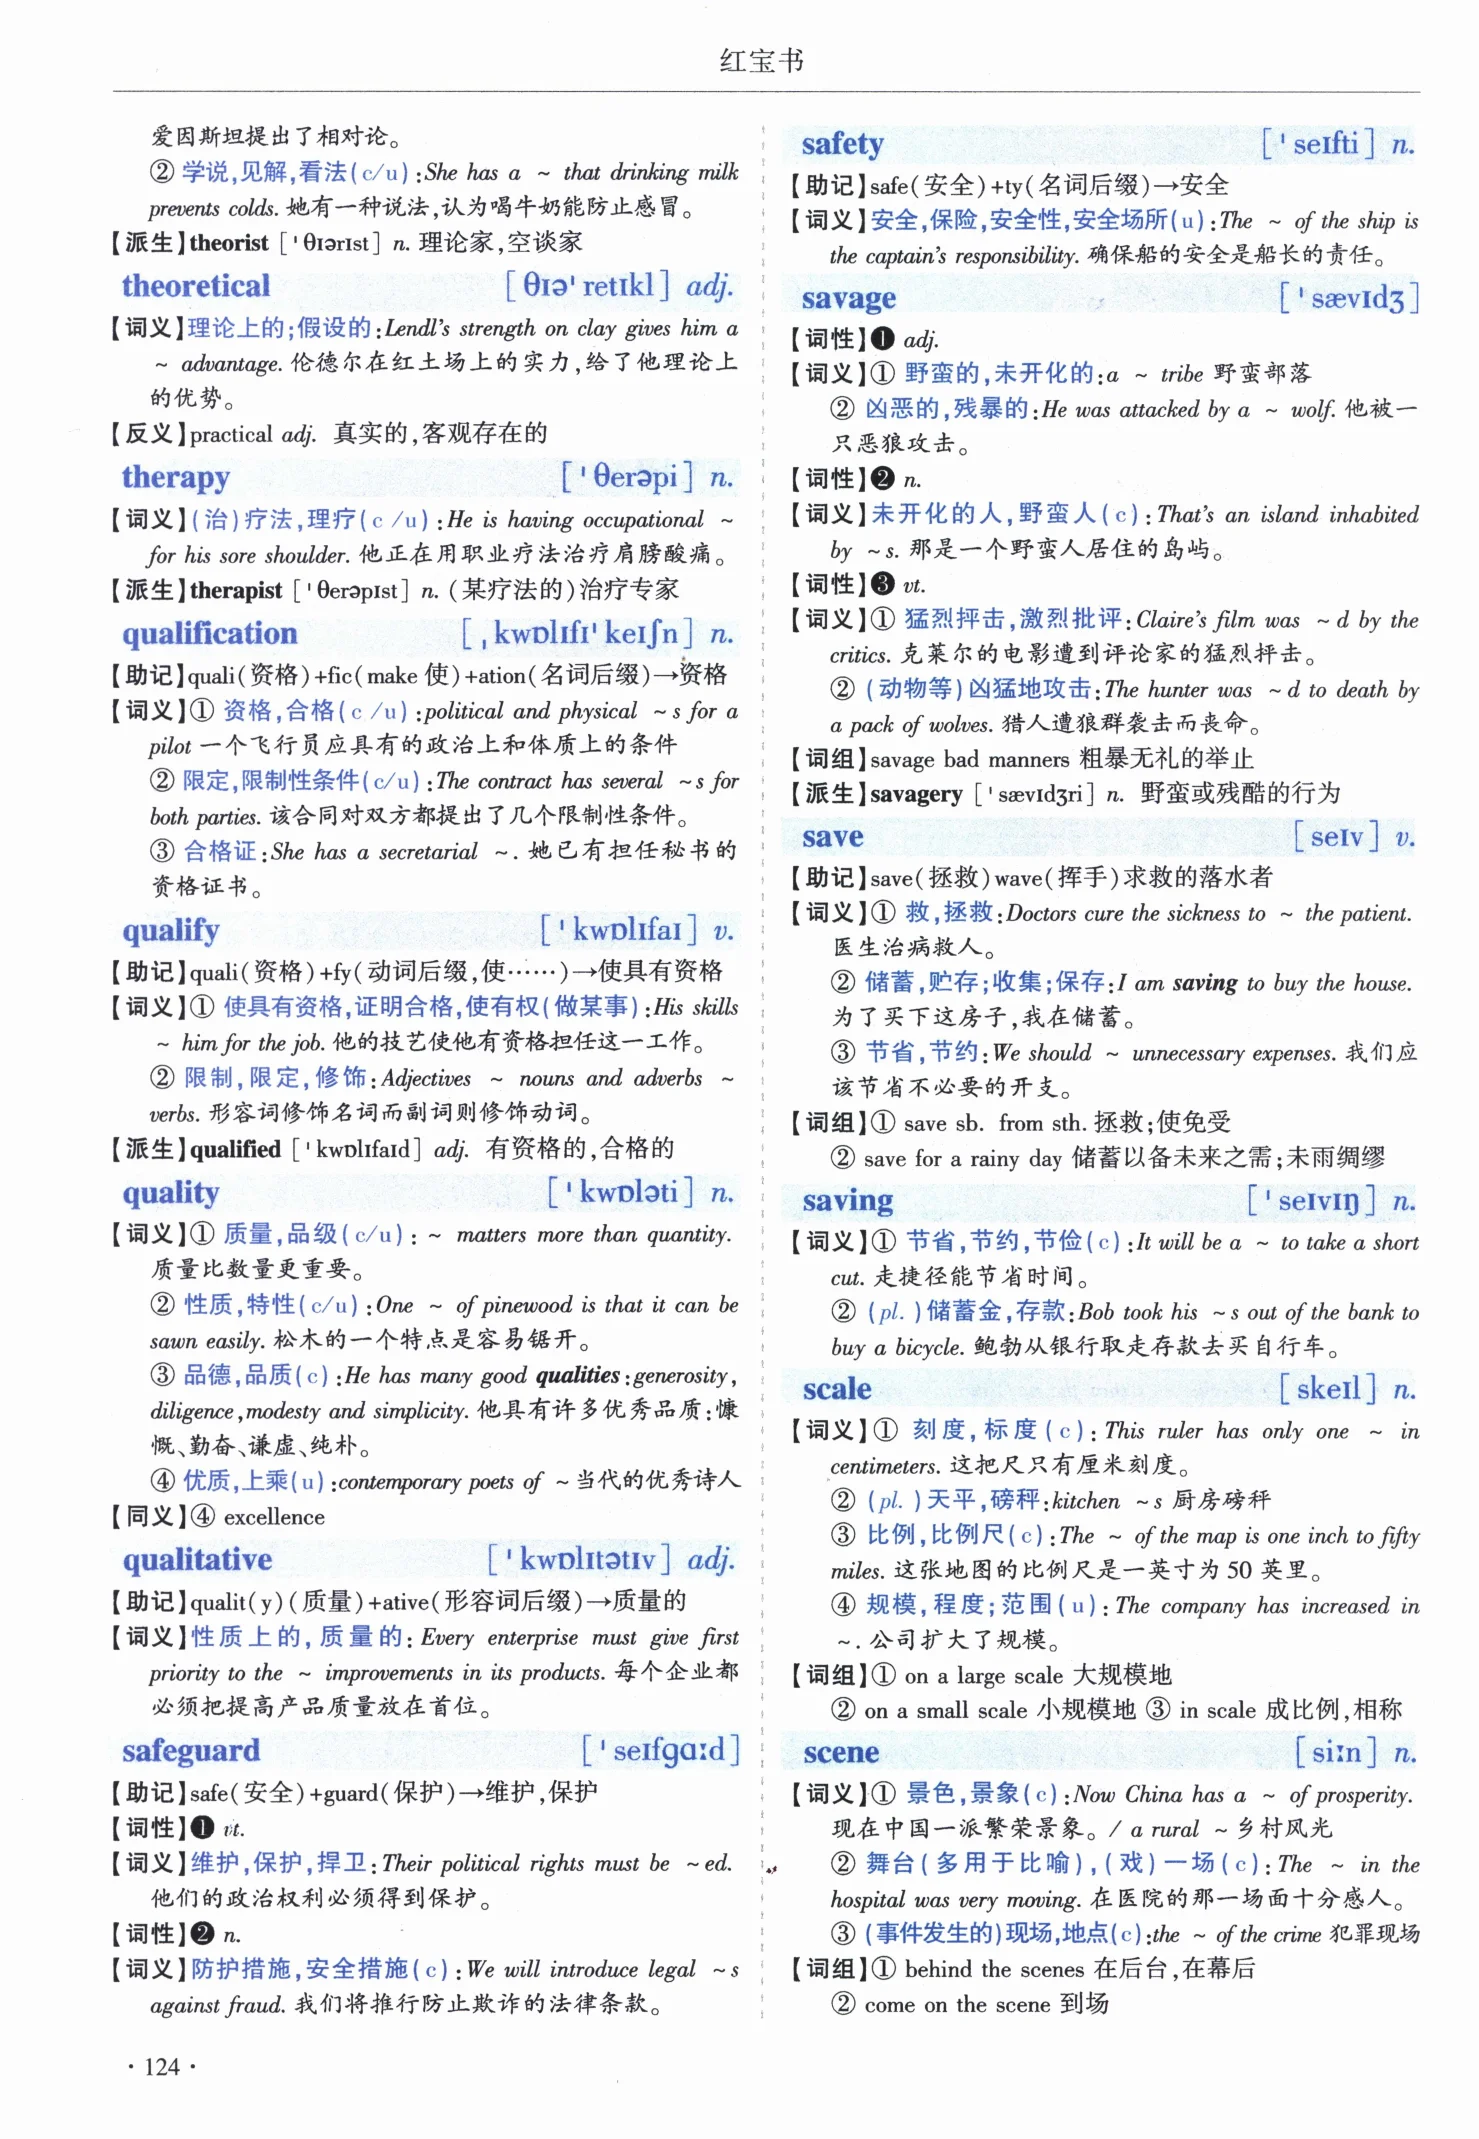 红宝书
爱因斯坦提出了相对论。
② 学说,见解,看法(c/u):She has a ~ that drinking milk
prevents colds. 她有一种说法,认为喝牛奶能防止感冒。
【派生】theorist [ˈθɪərɪst] n. 理论家,空谈家
theoretical [θɪəˈretɪkl] adj.
【词义】理论上的;假设的:Lendl's strength on clay gives him a
~ advantage. 伦德尔在红土场上的实力,给了他理论上
的优势。
【反义】practical adj. 真实的,客观存在的
therapy [ˈθerəpi] n.
【词义】(治)疗法,理疗(c /u):He is having occupational ~
for his sore shoulder. 他正在用职业疗法治疗肩膀酸痛。
【派生】therapist [ˈθerəpɪst] n. (某疗法的)治疗专家
qualification [ˌkwɒlɪfɪˈkeɪʃn] n.
【助记】quali(资格)+fic(make 使)+ation(名词后缀)→资格
【词义】① 资格,合格(c /u):political and physical ~s for a
pilot 一个飞行员应具有的政治上和体质上的条件
② 限定,限制性条件(c/u):The contract has several ~s for
both parties. 该合同对双方都提出了几个限制性条件。
③ 合格证:She has a secretarial ~. 她已有担任秘书的
资格证书。
qualify [ˈkwɒlɪfaɪ] v.
【助记】quali(资格)+fy(动词后缀,使……)→使具有资格
【词义】① 使具有资格,证明合格,使有权(做某事):His skills
~ him for the job. 他的技艺使他有资格担任这一工作。
② 限制,限定,修饰:Adjectives ~ nouns and adverbs ~
verbs. 形容词修饰名词而副词则修饰动词。
【派生】qualified [ˈkwɒlɪfaɪd] adj. 有资格的,合格的
quality [ˈkwɒləti] n.
【词义】① 质量,品级(c/u): ~ matters more than quantity.
质量比数量更重要。
② 性质,特性(c/u):One ~ of pinewood is that it can be
sawn easily. 松木的一个特点是容易锯开。
③ 品德,品质(c):He has many good qualities:generosity,
diligence,modesty and simplicity. 他具有许多优秀品质:慷
慨、勤奋、谦虚、纯朴。
④ 优质,上乘(u):contemporary poets of ~ 当代的优秀诗人
【同义】④ excellence
qualitative [ˈkwɒlɪtətɪv] adj.
【助记】qualit(y)(质量)+ative(形容词后缀)→质量的
【词义】性质上的,质量的:Every enterprise must give first
priority to the ~ improvements in its products. 每个企业都
必须把提高产品质量放在首位。
safeguard [ˈseɪfɡɑːd]
【助记】safe(安全)+guard(保护)→维护,保护
【词性】❶ vt.
【词义】维护,保护,捍卫:Their political rights must be ~ed.
他们的政治权利必须得到保护。
【词性】❷ n.
【词义】防护措施,安全措施(c):We will introduce legal ~s
against fraud. 我们将推行防止欺诈的法律条款。
safety [ˈseɪfti] n.
【助记】safe(安全)+ty(名词后缀)→安全
【词义】安全,保险,安全性,安全场所(u):The ~ of the ship is
the captain's responsibility. 确保船的安全是船长的责任。
savage [ˈsævɪdʒ]
【词性】❶ adj.
【词义】① 野蛮的,未开化的:a ~ tribe 野蛮部落
② 凶恶的,残暴的:He was attacked by a ~ wolf. 他被一
只恶狼攻击。
【词性】❷ n.
【词义】未开化的人,野蛮人(c):That's an island inhabited
by ~s. 那是一个野蛮人居住的岛屿。
【词性】❸ vt.
【词义】① 猛烈抨击,激烈批评:Claire's film was ~d by the
critics. 克莱尔的电影遭到评论家的猛烈抨击。
② (动物等)凶猛地攻击:The hunter was ~d to death by
a pack of wolves. 猎人遭狼群袭击而丧命。
【词组】savage bad manners 粗暴无礼的举止
【派生】savagery [ˈsævɪdʒri] n. 野蛮或残酷的行为
save [seɪv] v.
【助记】save(拯救)wave(挥手)求救的落水者
【词义】① 救,拯救:Doctors cure the sickness to ~ the patient.
医生治病救人。
② 储蓄,贮存;收集;保存:I am saving to buy the house.
为了买下这房子,我在储蓄。
③ 节省,节约:We should ~ unnecessary expenses. 我们应
该节省不必要的开支。
【词组】① save sb. from sth. 拯救;使免受
② save for a rainy day 储蓄以备未来之需;未雨绸缪
saving [ˈseɪvɪŋ] n.
【词义】① 节省,节约,节俭(c):It will be a ~ to take a short
cut. 走捷径能节省时间。
② (pl. )储蓄金,存款:Bob took his ~s out of the bank to
buy a bicycle. 鲍勃从银行取走存款去买自行车。
scale [skeɪl] n.
【词义】① 刻度,标度(c): This ruler has only one ~ in
centimeters. 这把尺只有厘米刻度。
② (pl. )天平,磅秤:kitchen ~s 厨房磅秤
③ 比例,比例尺(c):The ~ of the map is one inch to fifty
miles. 这张地图的比例尺是一英寸为 50 英里。
④ 规模,程度;范围(u): The company has increased in
~. 公司扩大了规模。
【词组】① on a large scale 大规模地
② on a small scale 小规模地 ③ in scale 成比例,相称
scene [siːn] n.
【词义】① 景色,景象(c):Now China has a ~ of prosperity.
现在中国一派繁荣景象。/ a rural ~ 乡村风光
② 舞台(多用于比喻),(戏)一场(c): The ~ in the
hospital was very moving. 在医院的那一场面十分感人。
③ (事件发生的)现场,地点(c):the ~ of the crime 犯罪现场
【词组】① behind the scenes 在后台,在幕后
② come on the scene 到场
· 124 ·